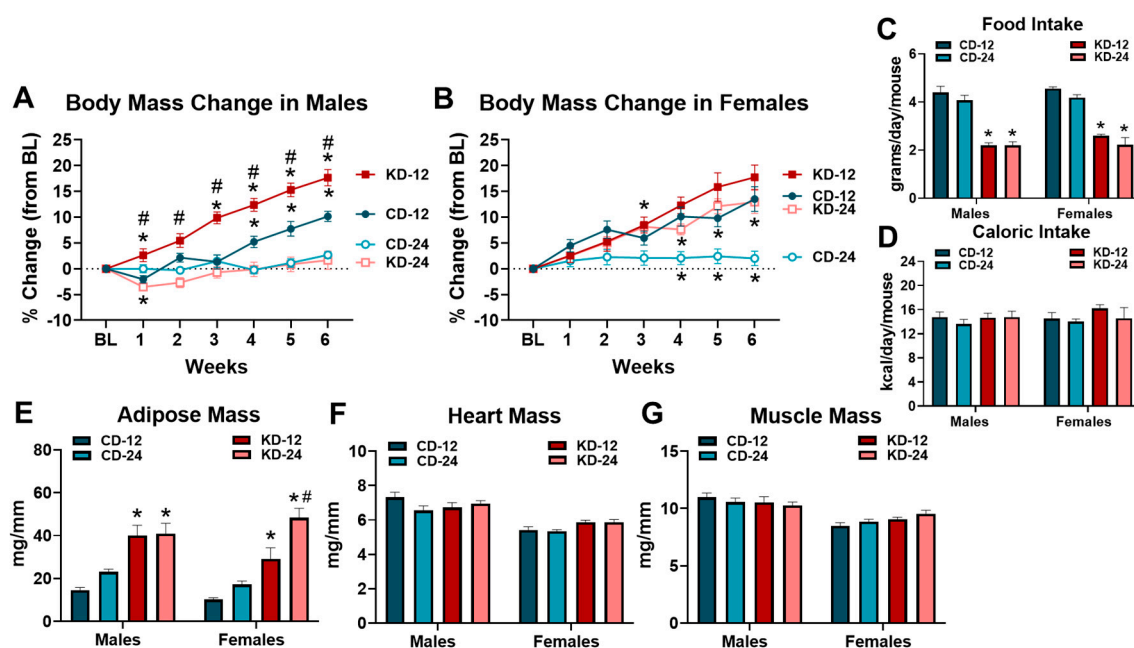 A
Body Mass Change in Males
% Change (from BL)
25
20
15
10
5
0
-5
-10
#
*
#
#
*
#
*
#
*
#
*
*
*
*
*
KD-12
CD-12
CD-24
KD-24
BL 1 2 3 4 5 6
Weeks
B
Body Mass Change in Females
% Change (from BL)
25
20
15
10
5
0
-5
-10
*
*
*
*
*
*
*
KD-12
CD-12
KD-24
CD-24
BL 1 2 3 4 5 6
Weeks
C
Food Intake
CD-12 KD-12
CD-24 KD-24
grams/day/mouse
6
4
2
0
* * * *
Males Females
D
Caloric Intake
CD-12 KD-12
CD-24 KD-24
kcal/day/mouse
24
20
16
12
8
4
0
Males Females
E
Adipose Mass
CD-12 KD-12
CD-24 KD-24
mg/mm
80
60
40
20
0
* * * *#
Males Females
F
Heart Mass
CD-12 KD-12
CD-24 KD-24
mg/mm
10
8
6
4
2
0
Males Females
G
Muscle Mass
CD-12 KD-12
CD-24 KD-24
mg/mm
15
10
5
0
Males Females